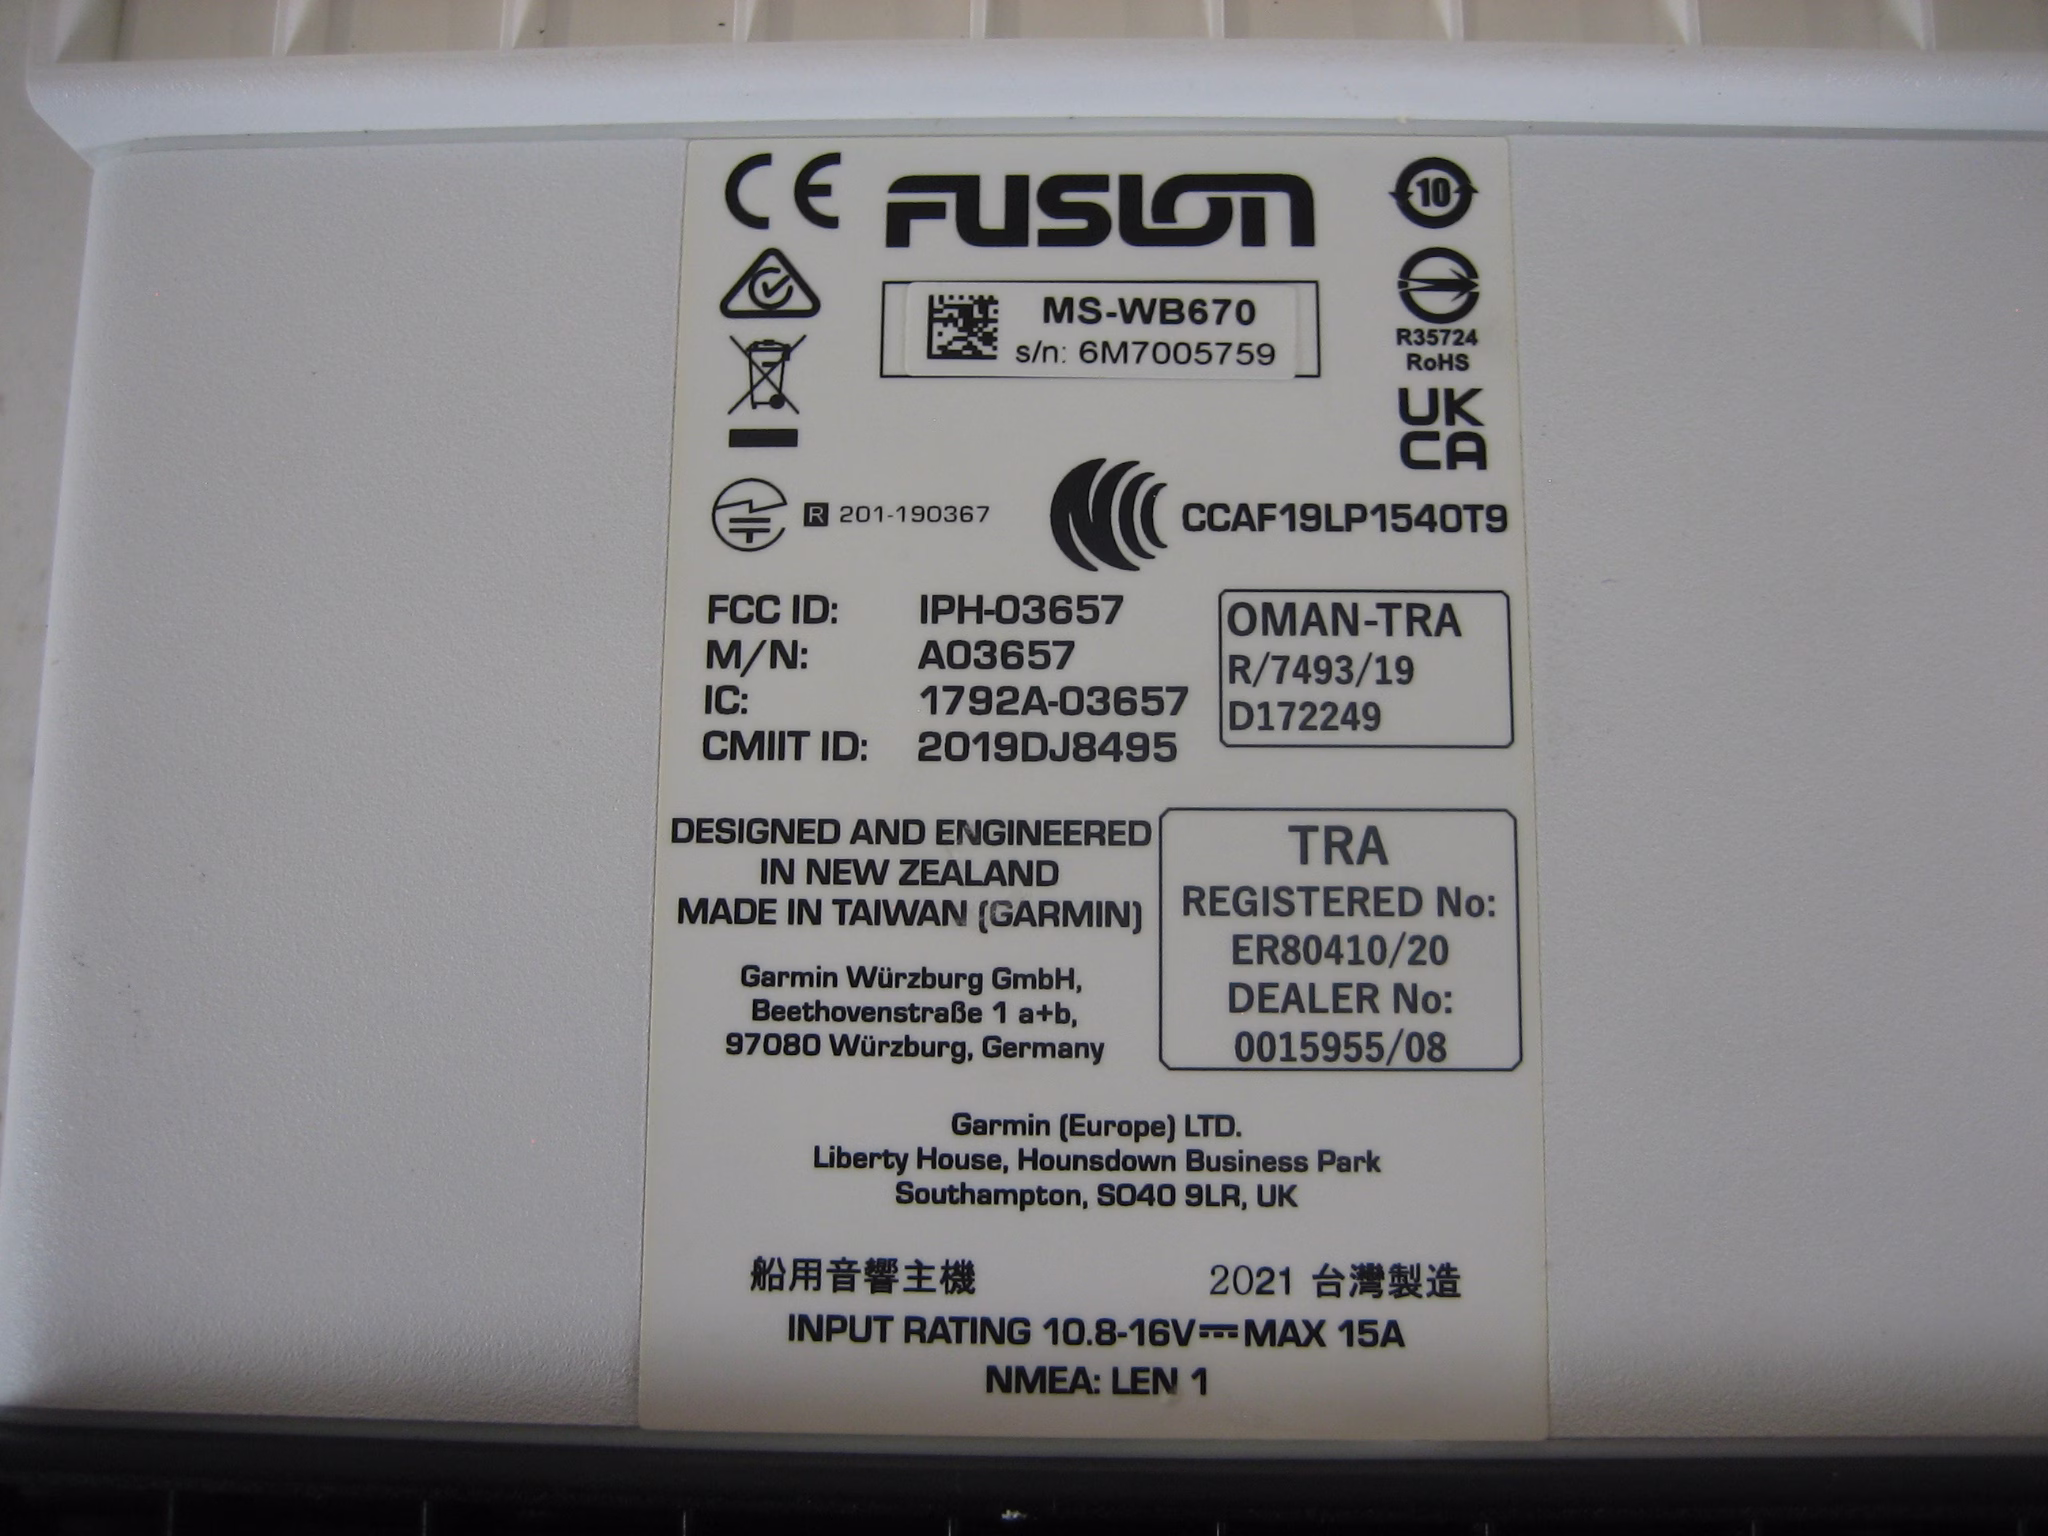 CE
FUSION
10
MS-WB670
s/n: 6M7005759
R35724
RoHS
UK
CA
R 201-190367
CCAF19LP1540T9
FCC ID: IPH-03657
M/N: A03657
IC: 1792A-03657
CMIIT ID: 2019DJ8495
OMAN-TRA
R/7493/19
D172249
DESIGNED AND ENGINEERED
IN NEW ZEALAND
MADE IN TAIWAN (GARMIN)
TRA
REGISTERED No:
ER80410/20
DEALER No:
0015955/08
Garmin Würzburg GmbH,
Beethovenstraße 1 a+b,
97080 Würzburg, Germany
Garmin (Europe) LTD.
Liberty House, Hounsdown Business Park
Southampton, SO40 9LR, UK
船用音響主機 2021 台灣製造
INPUT RATING 10.8-16V⎓MAX 15A
NMEA: LEN 1